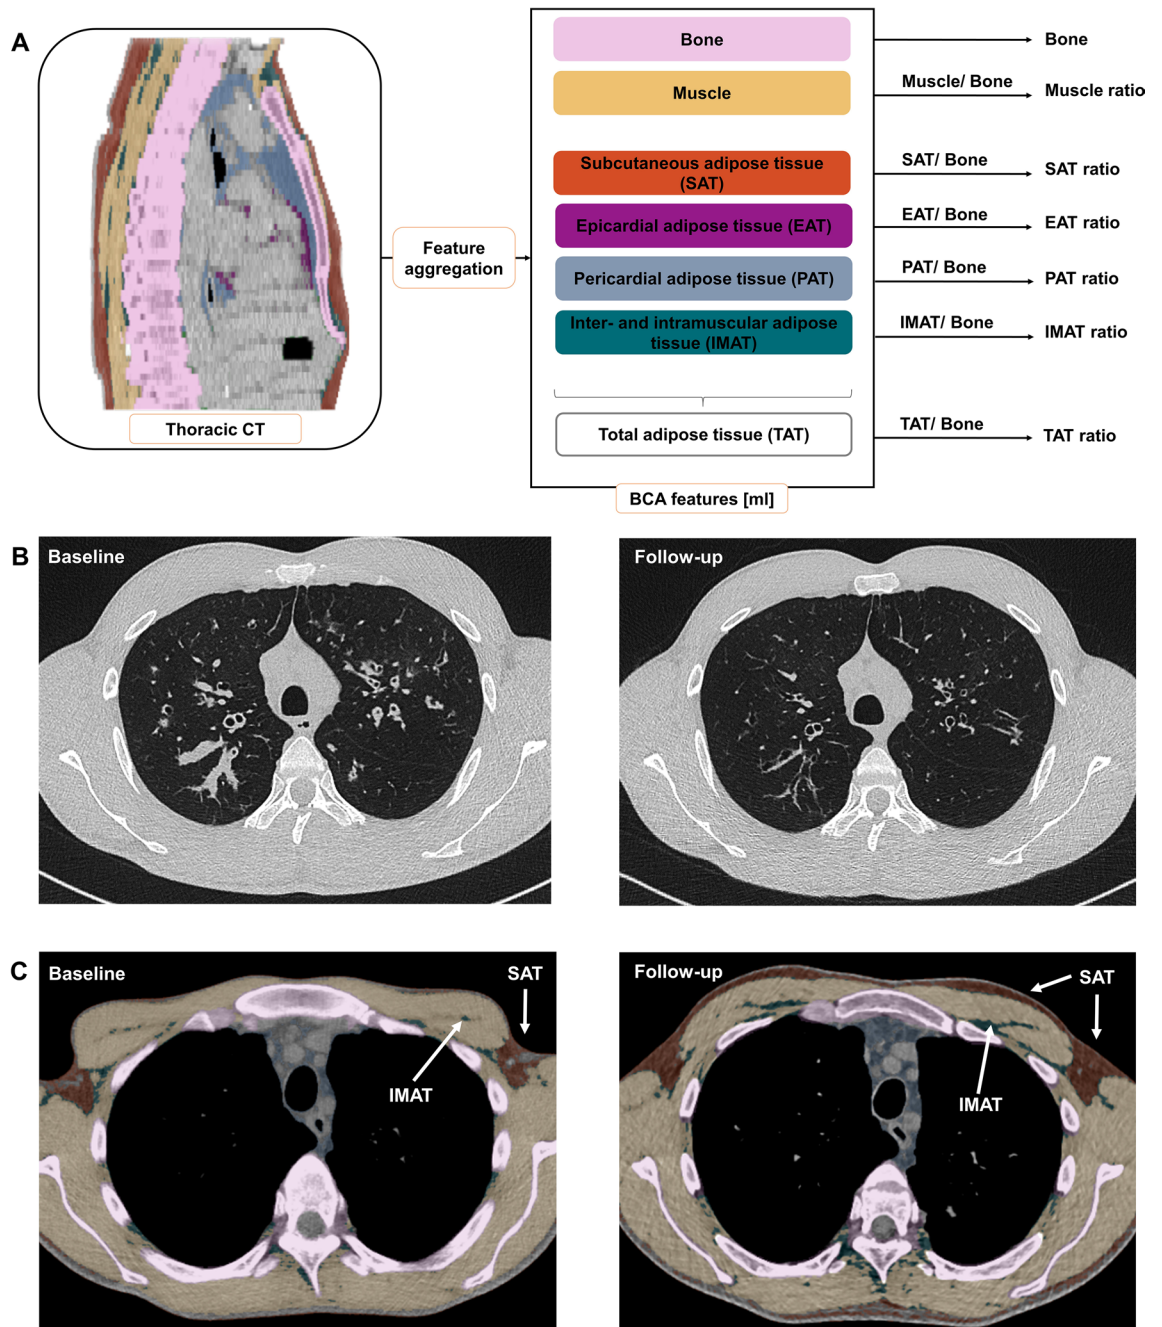 A
Thoracic CT
Feature
aggregation
Bone
Muscle
Subcutaneous adipose tissue
(SAT)
Epicardial adipose tissue (EAT)
Pericardial adipose tissue (PAT)
Inter- and intramuscular adipose
tissue (IMAT)
Total adipose tissue (TAT)
BCA features [ml]
Bone
Muscle/ Bone
Muscle ratio
SAT/ Bone
SAT ratio
EAT/ Bone
EAT ratio
PAT/ Bone
PAT ratio
IMAT/ Bone
IMAT ratio
TAT/ Bone
TAT ratio
B
Baseline
Follow-up
C
Baseline
SAT
IMAT
Follow-up
SAT
IMAT